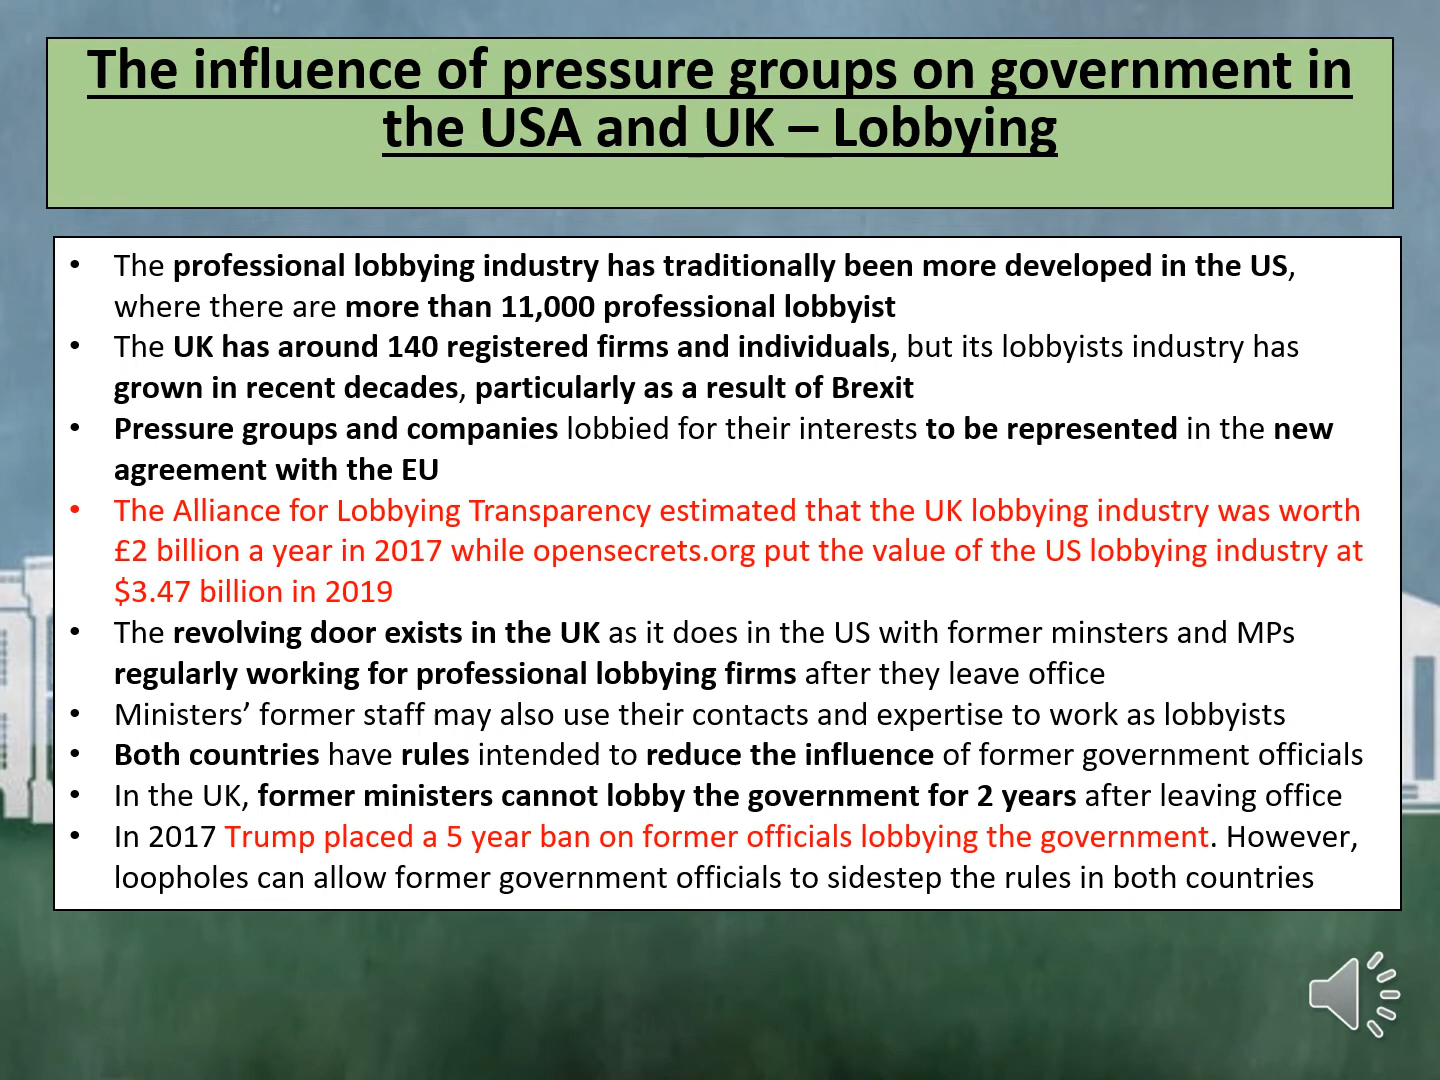 The influence of pressure groups on government in
the USA and UK – Lobbying
• The professional lobbying industry has traditionally been more developed in the US,
where there are more than 11,000 professional lobbyist
• The UK has around 140 registered firms and individuals, but its lobbyists industry has
grown in recent decades, particularly as a result of Brexit
• Pressure groups and companies lobbied for their interests to be represented in the new
agreement with the EU
• The Alliance for Lobbying Transparency estimated that the UK lobbying industry was worth
£2 billion a year in 2017 while opensecrets.org put the value of the US lobbying industry at
$3.47 billion in 2019
• The revolving door exists in the UK as it does in the US with former minsters and MPs
regularly working for professional lobbying firms after they leave office
• Ministers’ former staff may also use their contacts and expertise to work as lobbyists
• Both countries have rules intended to reduce the influence of former government officials
• In the UK, former ministers cannot lobby the government for 2 years after leaving office
• In 2017 Trump placed a 5 year ban on former officials lobbying the government. However,
loopholes can allow former government officials to sidestep the rules in both countries